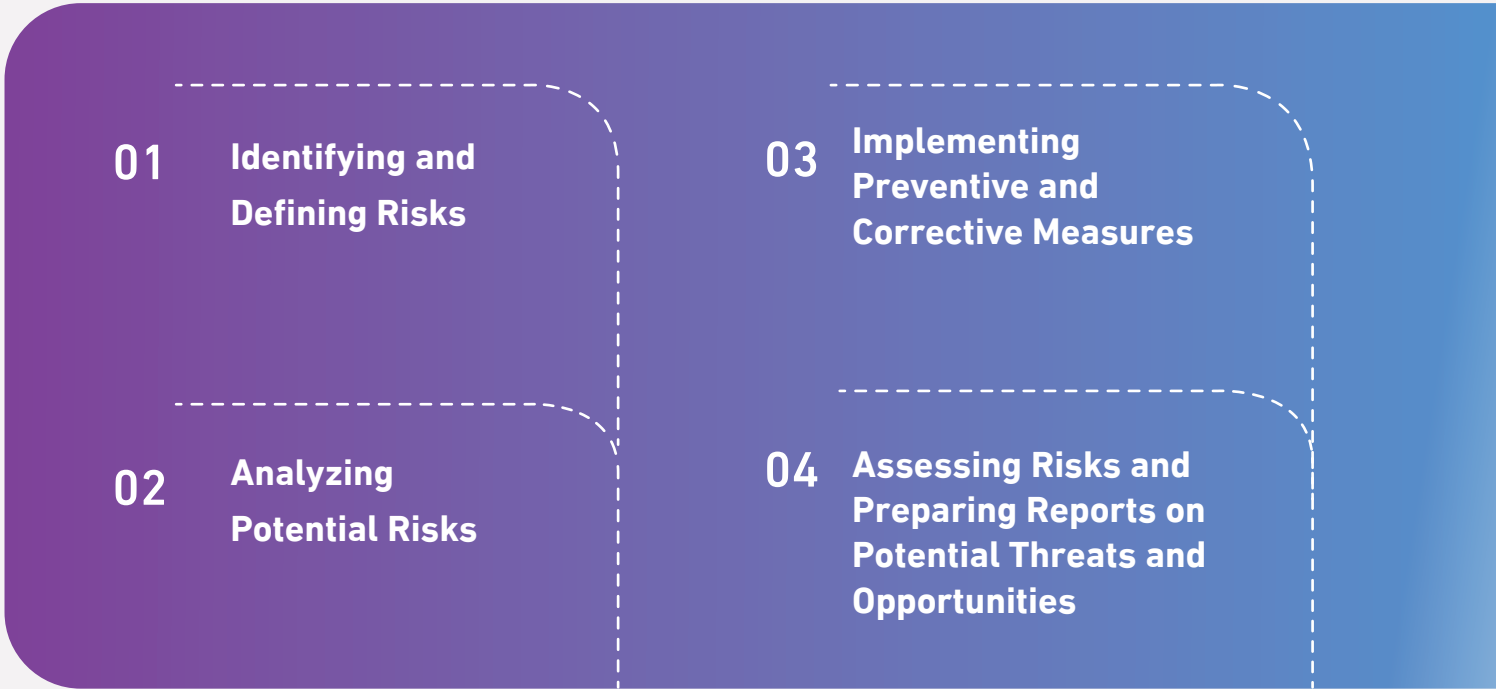 01
Identifying and
Defining Risks
02
Analyzing
Potential Risks
03
Implementing
Preventive and
Corrective Measures
04
Assessing Risks and
Preparing Reports on
Potential Threats and
Opportunities